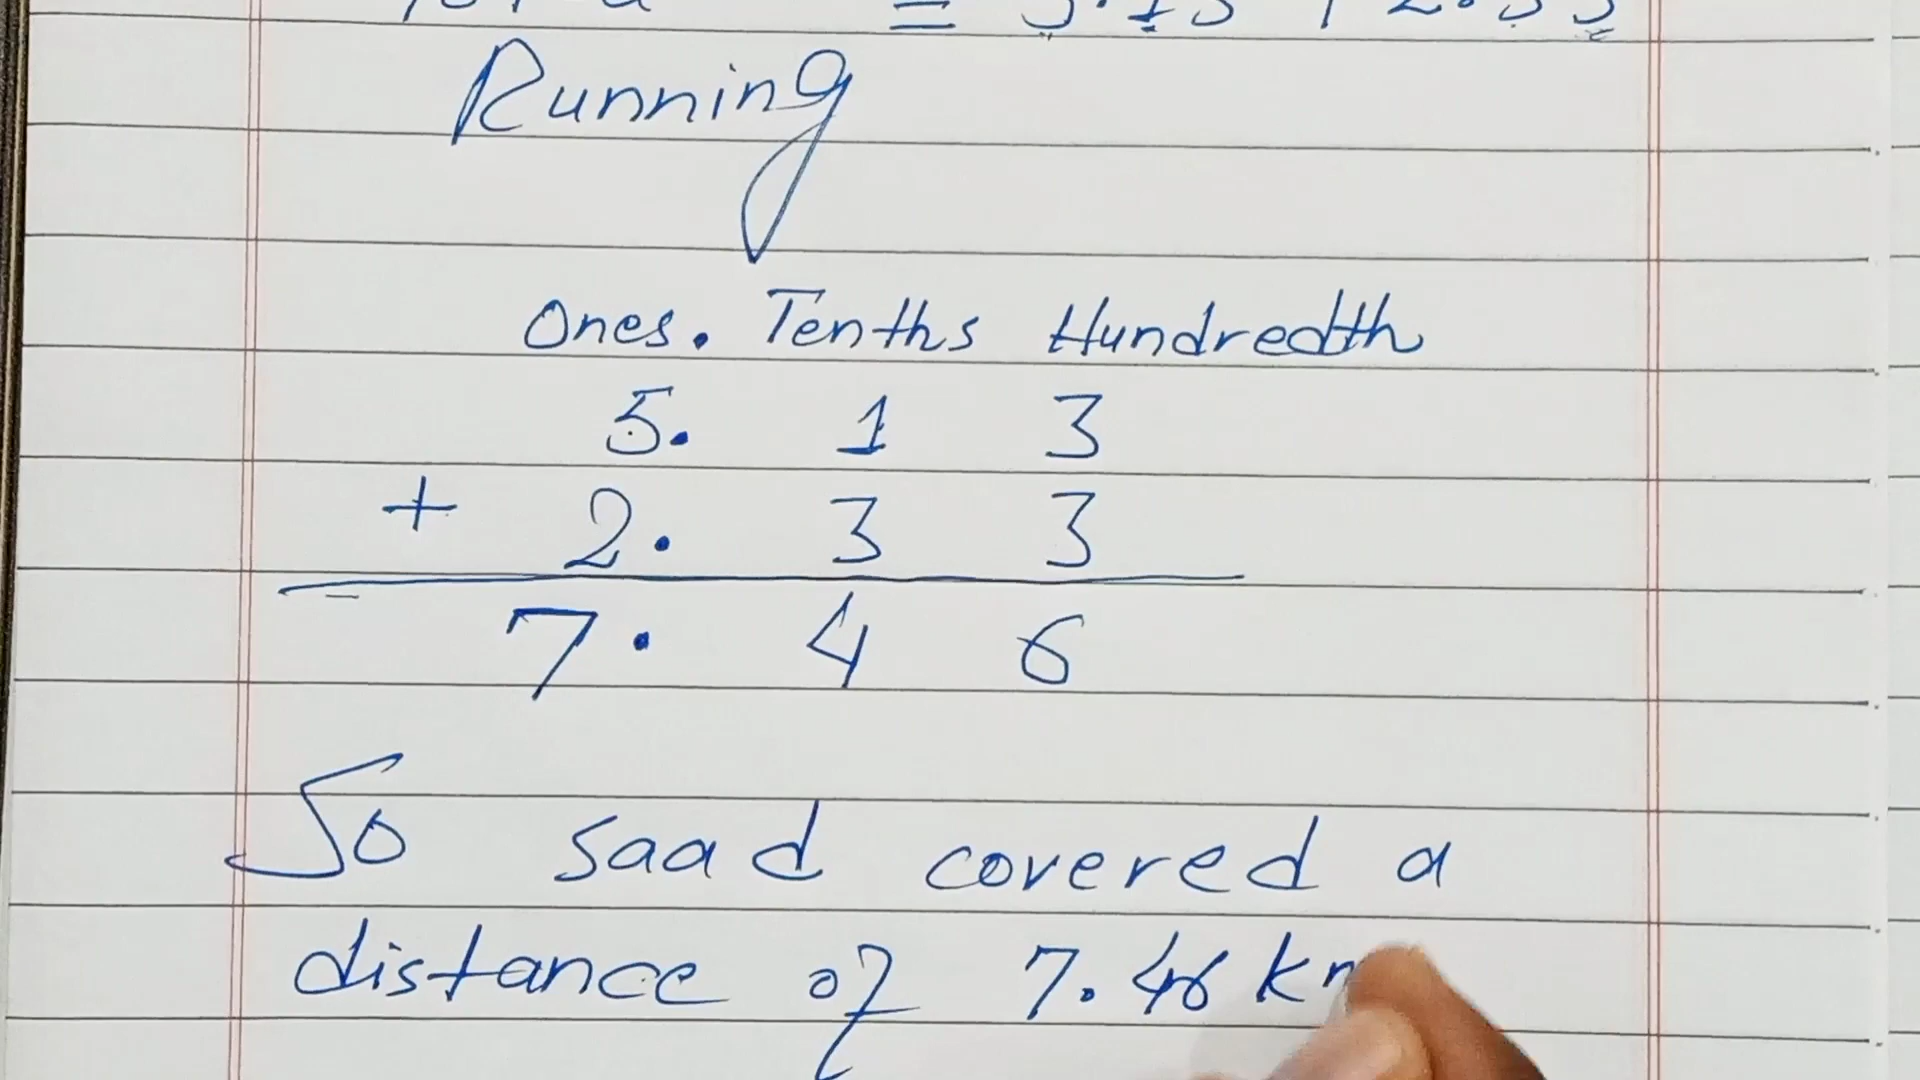 Running
Ones. Tenths Hundredth
5. 1 3
+ 2. 3 3
7. 4 6
So saad covered a
distance of 7.46 k